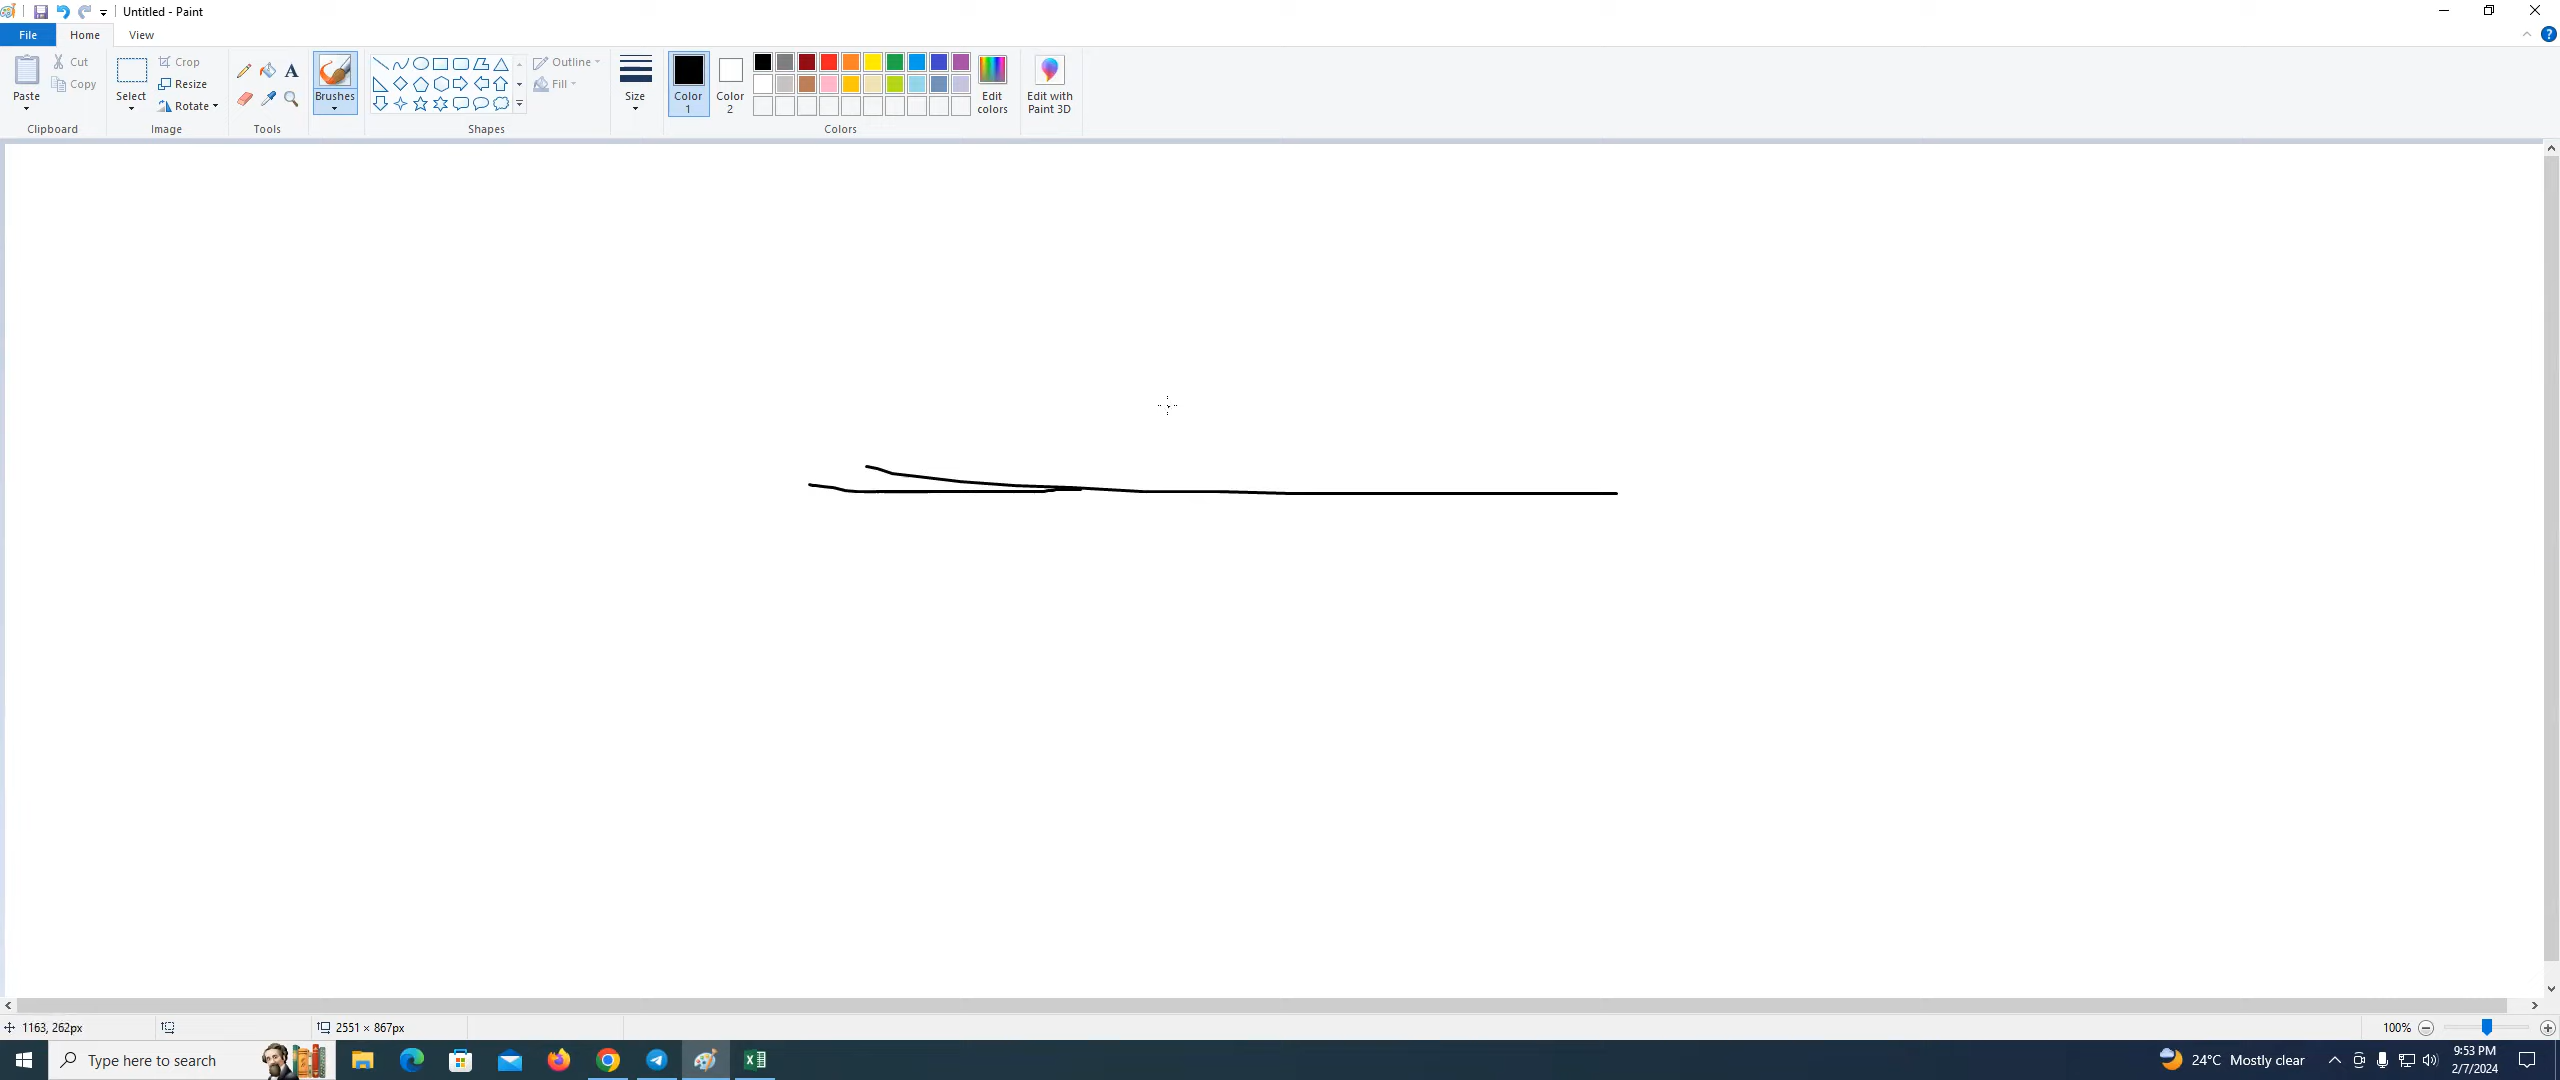 Untitled - Paint
File Home View
Paste Cut Copy Clipboard
Select Crop Resize Rotate Image
Tools
Brushes
Shapes Outline Fill
Size
Color 1 Color 2 Edit colors Colors
Edit with Paint 3D
1163, 262px 2551 × 867px 100%
Type here to search 24°C Mostly clear 9:53 PM
2/7/2024